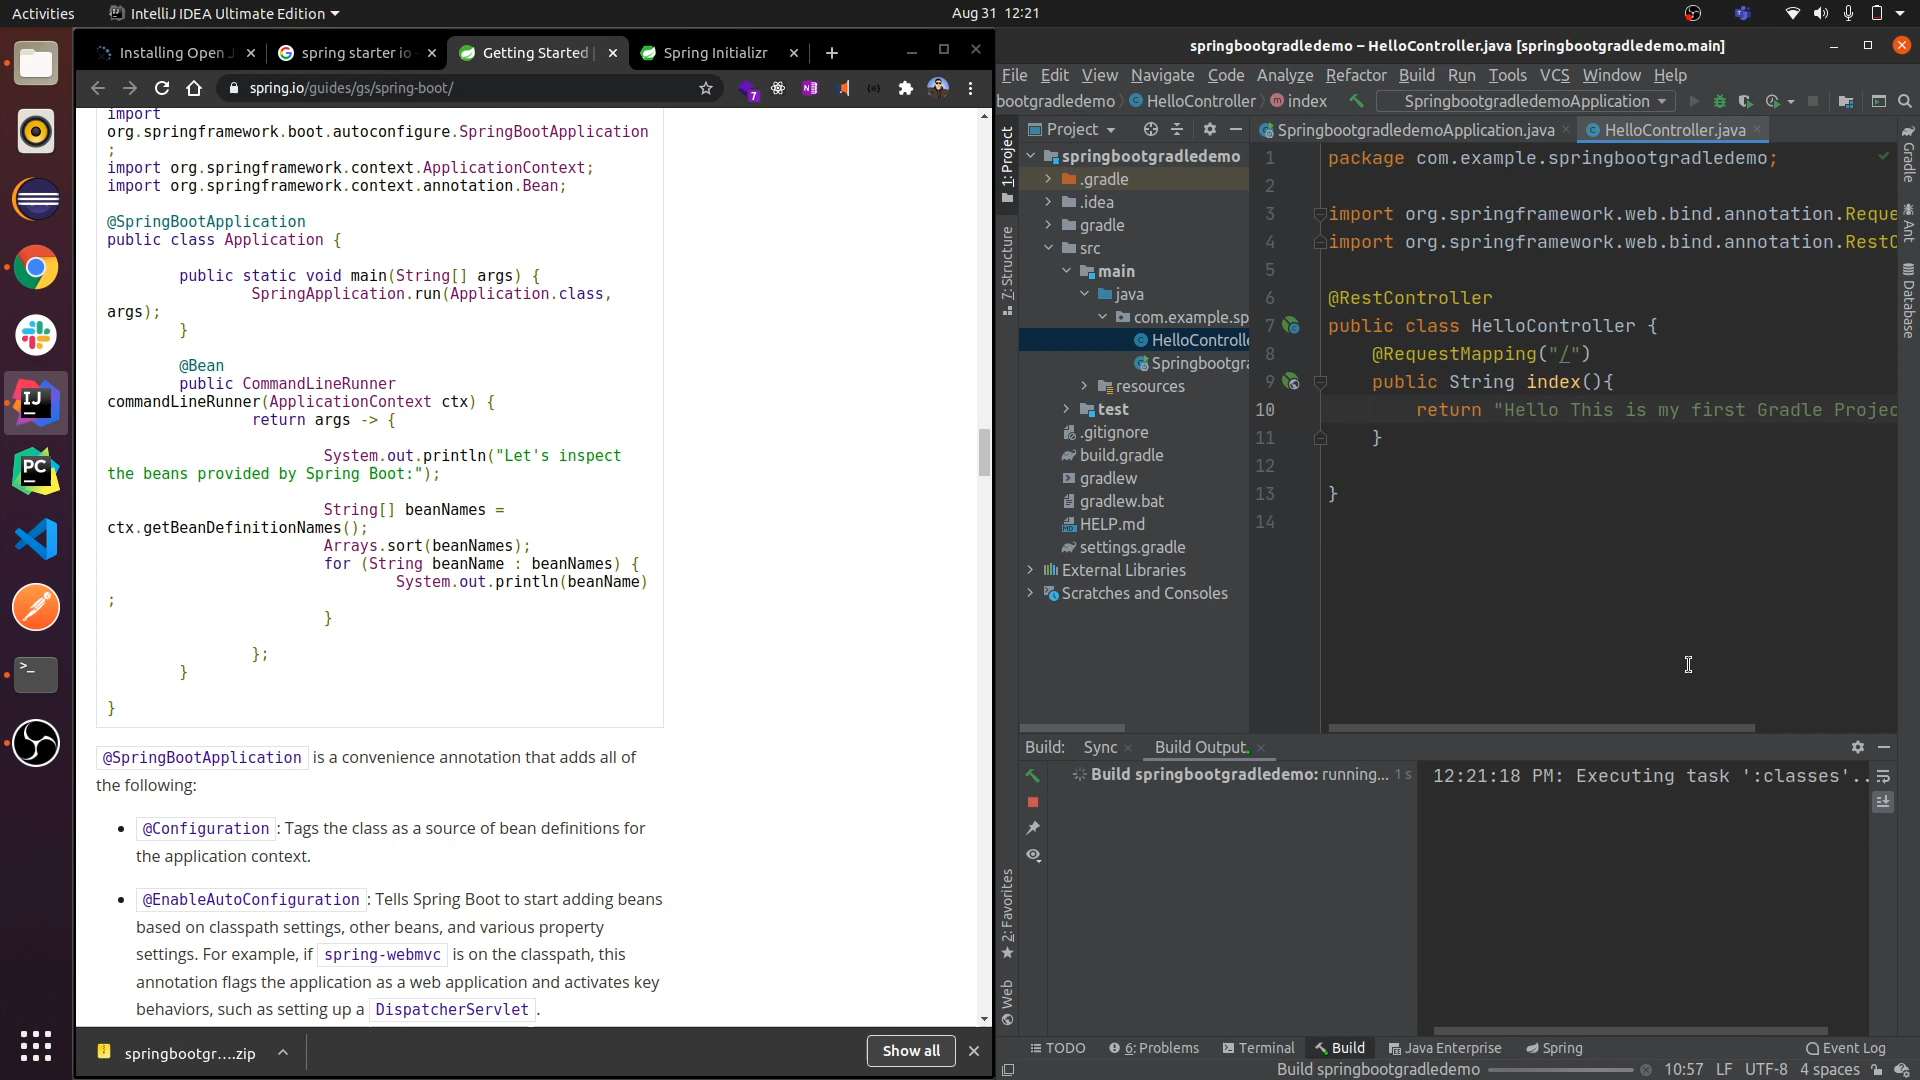 Activities
IntelliJ IDEA Ultimate Edition
Aug 31 12:21
Installing Open J
spring starter io
Getting Started |
Spring Initializr
spring.io/guides/gs/spring-boot/
7
import
org.springframework.boot.autoconfigure.SpringBootApplication
;
import org.springframework.context.ApplicationContext;
import org.springframework.context.annotation.Bean;
@SpringBootApplication
public class Application {
public static void main(String[] args) {
SpringApplication.run(Application.class,
args);
}
@Bean
public CommandLineRunner
commandLineRunner(ApplicationContext ctx) {
return args -> {
System.out.println("Let's inspect
the beans provided by Spring Boot:");
String[] beanNames =
ctx.getBeanDefinitionNames();
Arrays.sort(beanNames);
for (String beanName : beanNames) {
System.out.println(beanName)
;
}
};
}
}
@SpringBootApplication is a convenience annotation that adds all of
the following:
@Configuration: Tags the class as a source of bean definitions for
the application context.
@EnableAutoConfiguration: Tells Spring Boot to start adding beans
based on classpath settings, other beans, and various property
settings. For example, if spring-webmvc is on the classpath, this
annotation flags the application as a web application and activates key
behaviors, such as setting up a DispatcherServlet.
springbootgr....zip
Show all
springbootgradledemo – HelloController.java [springbootgradledemo.main]
File Edit View Navigate Code Analyze Refactor Build Run Tools VCS Window Help
bootgradledemo HelloController index
SpringbootgradledemoApplication
1: Project
7: Structure
2: Favorites
Web
Project
springbootgradledemo
.gradle
.idea
gradle
src
main
java
com.example.sp
HelloControlle
Springbootgra
resources
test
.gitignore
build.gradle
gradlew
gradlew.bat
HELP.md
settings.gradle
External Libraries
Scratches and Consoles
SpringbootgradledemoApplication.java
HelloController.java
1 package com.example.springbootgradledemo;
2
3 import org.springframework.web.bind.annotation.Reque
4 import org.springframework.web.bind.annotation.RestC
5
6 @RestController
7 public class HelloController {
8 @RequestMapping("/")
9 public String index(){
10 return "Hello This is my first Gradle Projec
11 }
12
13 }
14
Gradle
Ant
Database
Build: Sync Build Output
Build springbootgradledemo: running... 1 s
12:21:18 PM: Executing task ':classes'..
TODO
6: Problems
Terminal
Build
Java Enterprise
Spring
Event Log
Build springbootgradledemo
10:57 LF UTF-8 4 spaces
IJ
PC